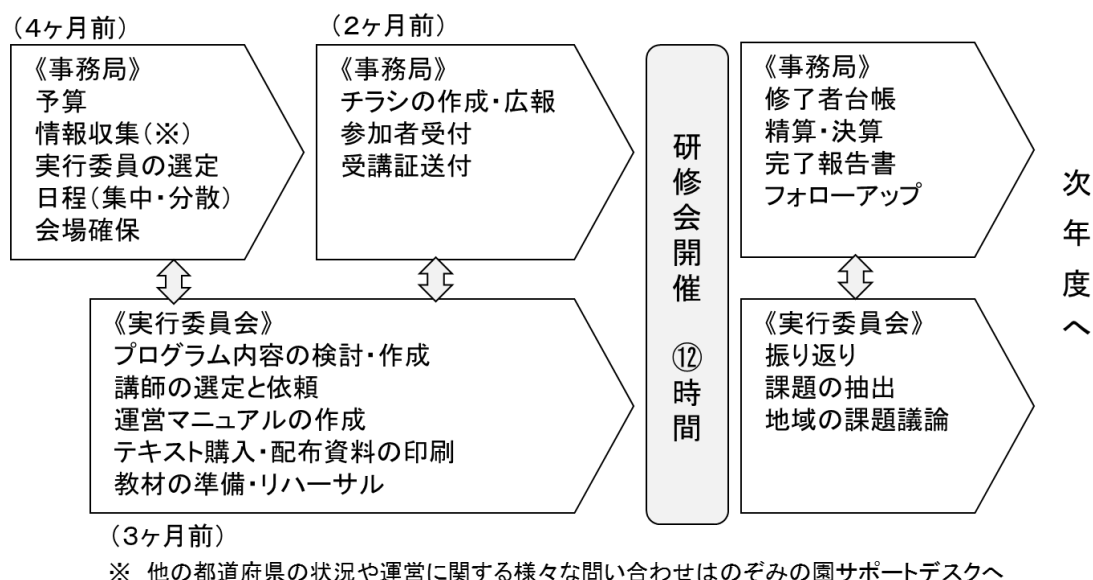 （4ヶ月前）
《事務局》
予算
情報収集（※）
実行委員の選定
日程（集中・分散）
会場確保
（2ヶ月前）
《事務局》
チラシの作成・広報
参加者受付
受講証送付
《実行委員会》
プログラム内容の検討・作成
講師の選定と依頼
運営マニュアルの作成
テキスト購入・配布資料の印刷
教材の準備・リハーサル
（3ヶ月前）
研修会開催 ⑫時間
《事務局》
修了者台帳
精算・決算
完了報告書
フォローアップ
《実行委員会》
振り返り
課題の抽出
地域の課題議論
次年度へ
※ 他の都道府県の状況や運営に関する様々な問い合わせはのぞみの園サポートデスクへ